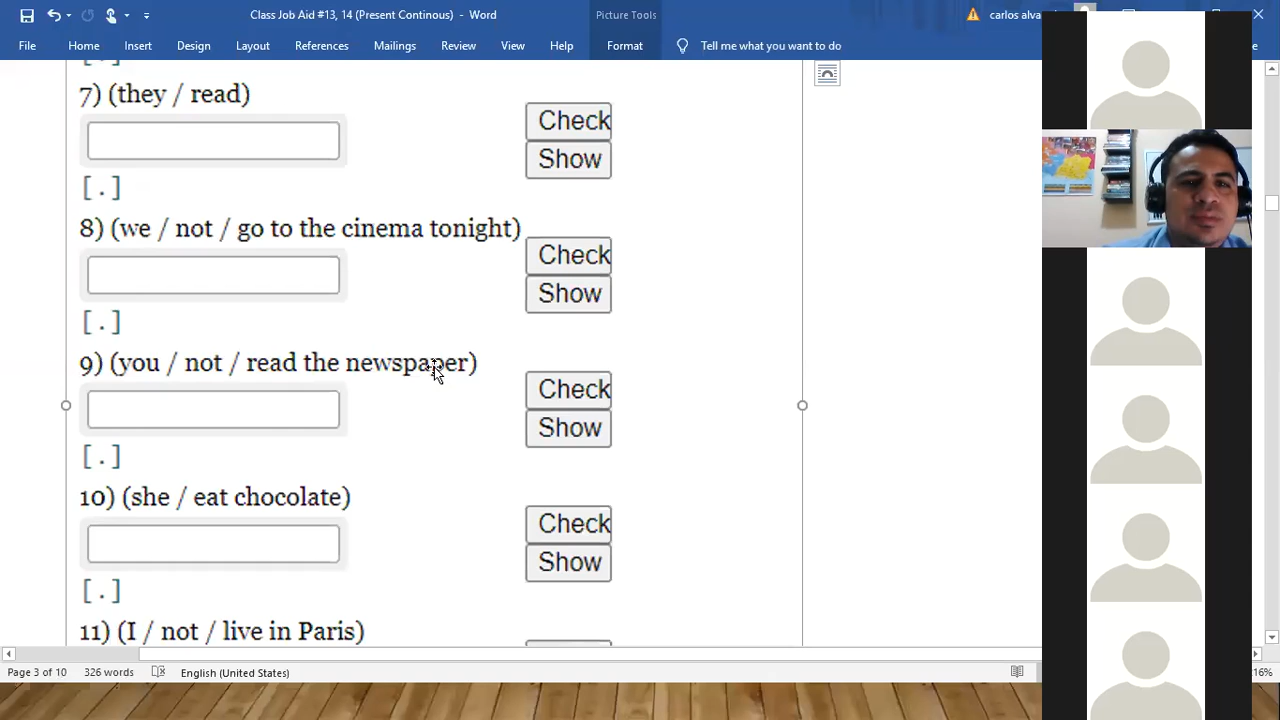 Class Job Aid #13, 14 (Present Continous) - Word
Picture Tools
carlos alva
File
Home
Insert
Design
Layout
References
Mailings
Review
View
Help
Format
Tell me what you want to do
[ . ]
7) (they / read)
Check
Show
[ . ]
8) (we / not / go to the cinema tonight)
Check
Show
[ . ]
9) (you / not / read the newspaper)
Check
Show
[ . ]
10) (she / eat chocolate)
Check
Show
[ . ]
11) (I / not / live in Paris)
Page 3 of 10
326 words
English (United States)
16%